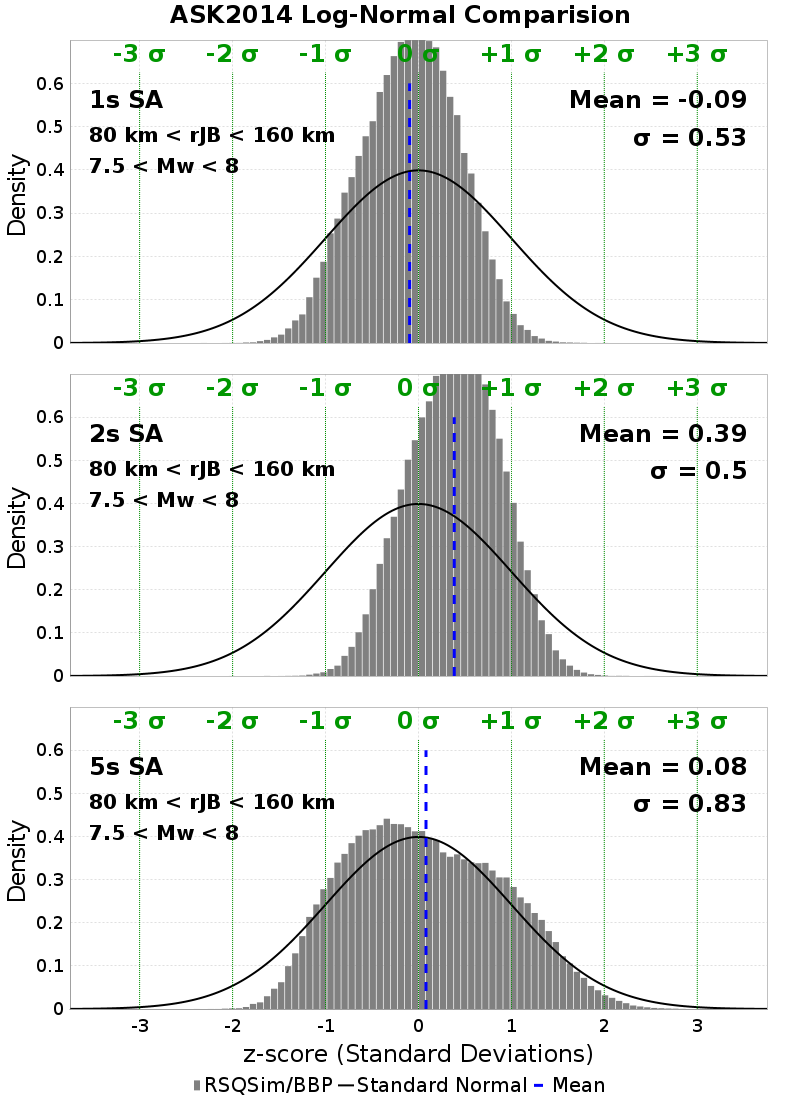 ASK2014 Log-Normal Comparision
-3 σ -2 σ -1 σ 0 σ +1 σ +2 σ +3 σ
0.6
1s SA
Mean = -0.09
0.5
80 km < rJB < 160 km
σ = 0.53
0.4
7.5 < Mw < 8
Density
0.3
0.2
0.1
0
-3 σ -2 σ -1 σ 0 σ +1 σ +2 σ +3 σ
0.6
2s SA
Mean = 0.39
0.5
80 km < rJB < 160 km
σ = 0.5
0.4
7.5 < Mw < 8
Density
0.3
0.2
0.1
0
-3 σ -2 σ -1 σ 0 σ +1 σ +2 σ +3 σ
0.6
5s SA
Mean = 0.08
0.5
80 km < rJB < 160 km
σ = 0.83
0.4
7.5 < Mw < 8
Density
0.3
0.2
0.1
0
-3 -2 -1 0 1 2 3
z-score (Standard Deviations)
RSQSim/BBP Standard Normal Mean